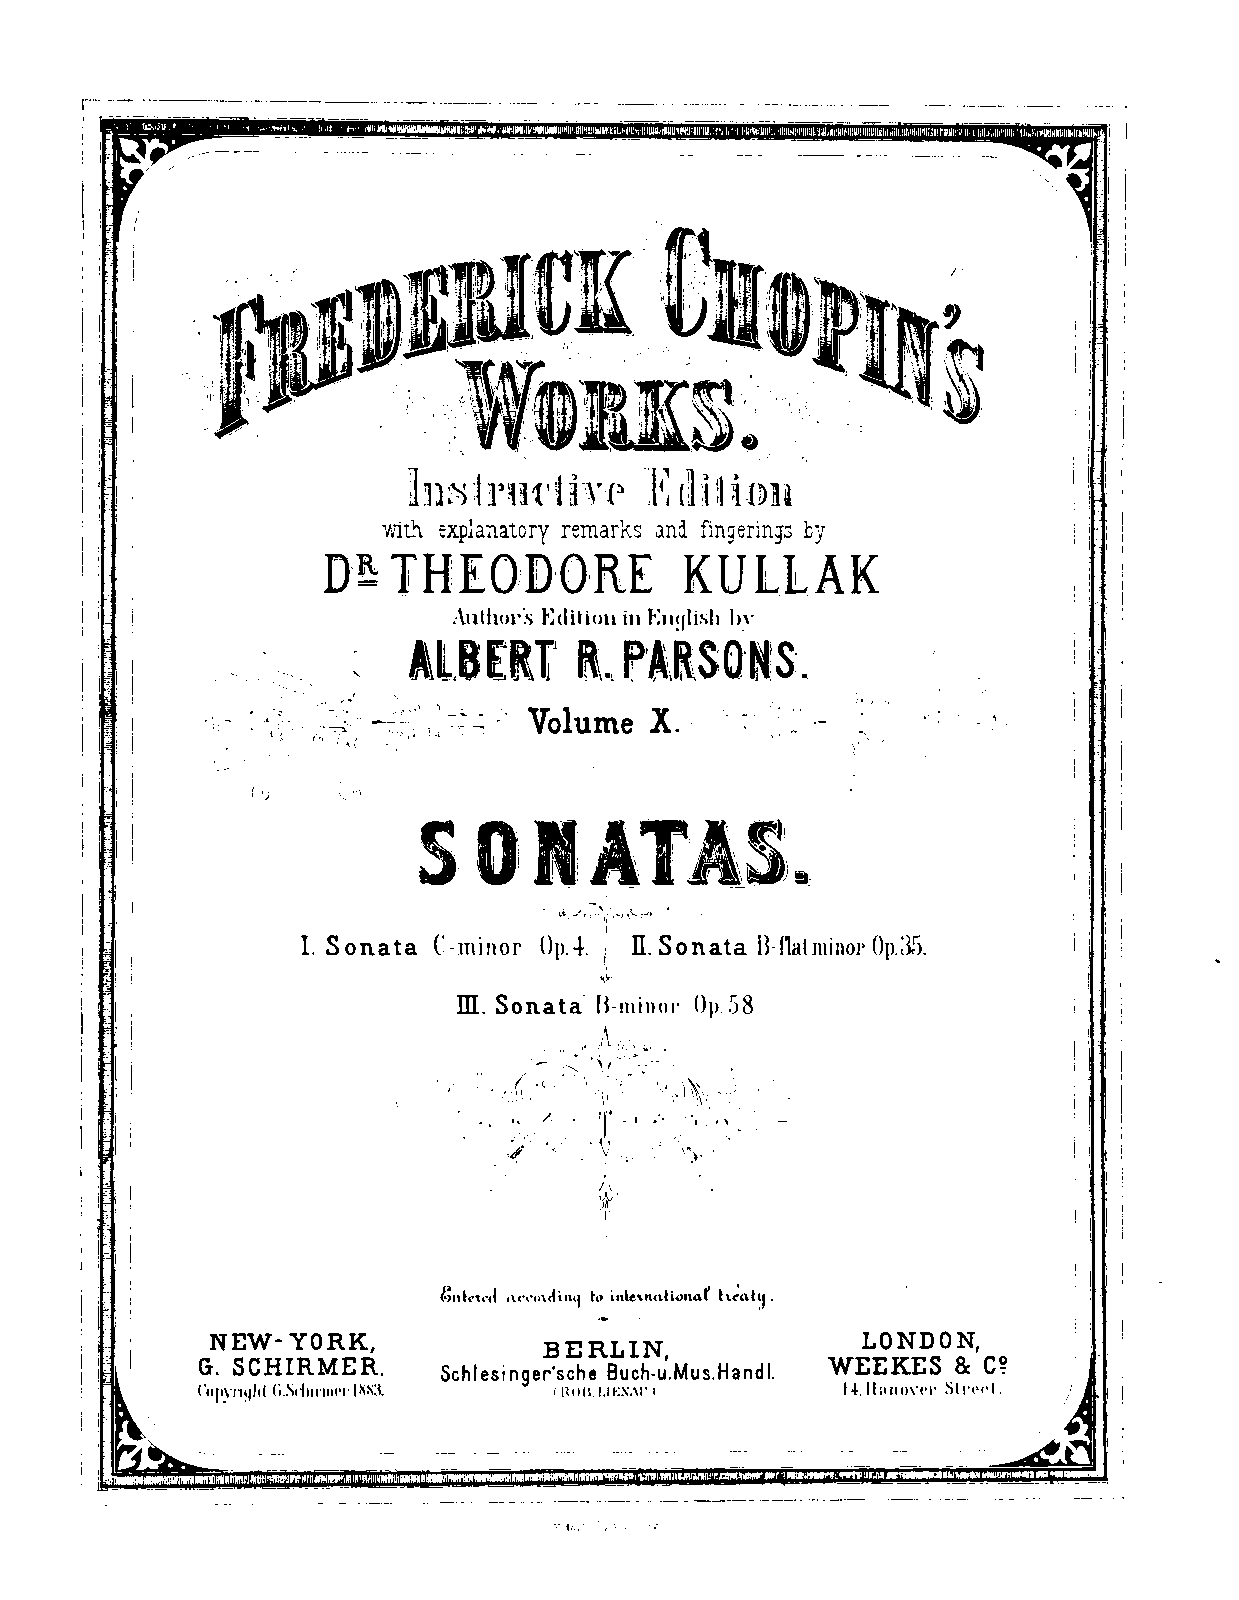 FREDERICK CHOPIN'S
WORKS.
Instructive Edition
with explanatory remarks and fingerings by
DR THEODORE KULLAK
Author's Edition in English by
ALBERT R. PARSONS.
Volume X.
SONATAS.
I. Sonata C-minor Op. 4. II. Sonata B-flat minor Op. 35.
III. Sonata B-minor Op. 58
Entered according to international treaty.
NEW-YORK,
G. SCHIRMER.
Copyright G. Schirmer 1883.
BERLIN,
Schlesinger'sche Buch-u. Mus. Handl.
(ROB. LIENAU)
LONDON,
WEEKES & Co
14, Hanover Street.